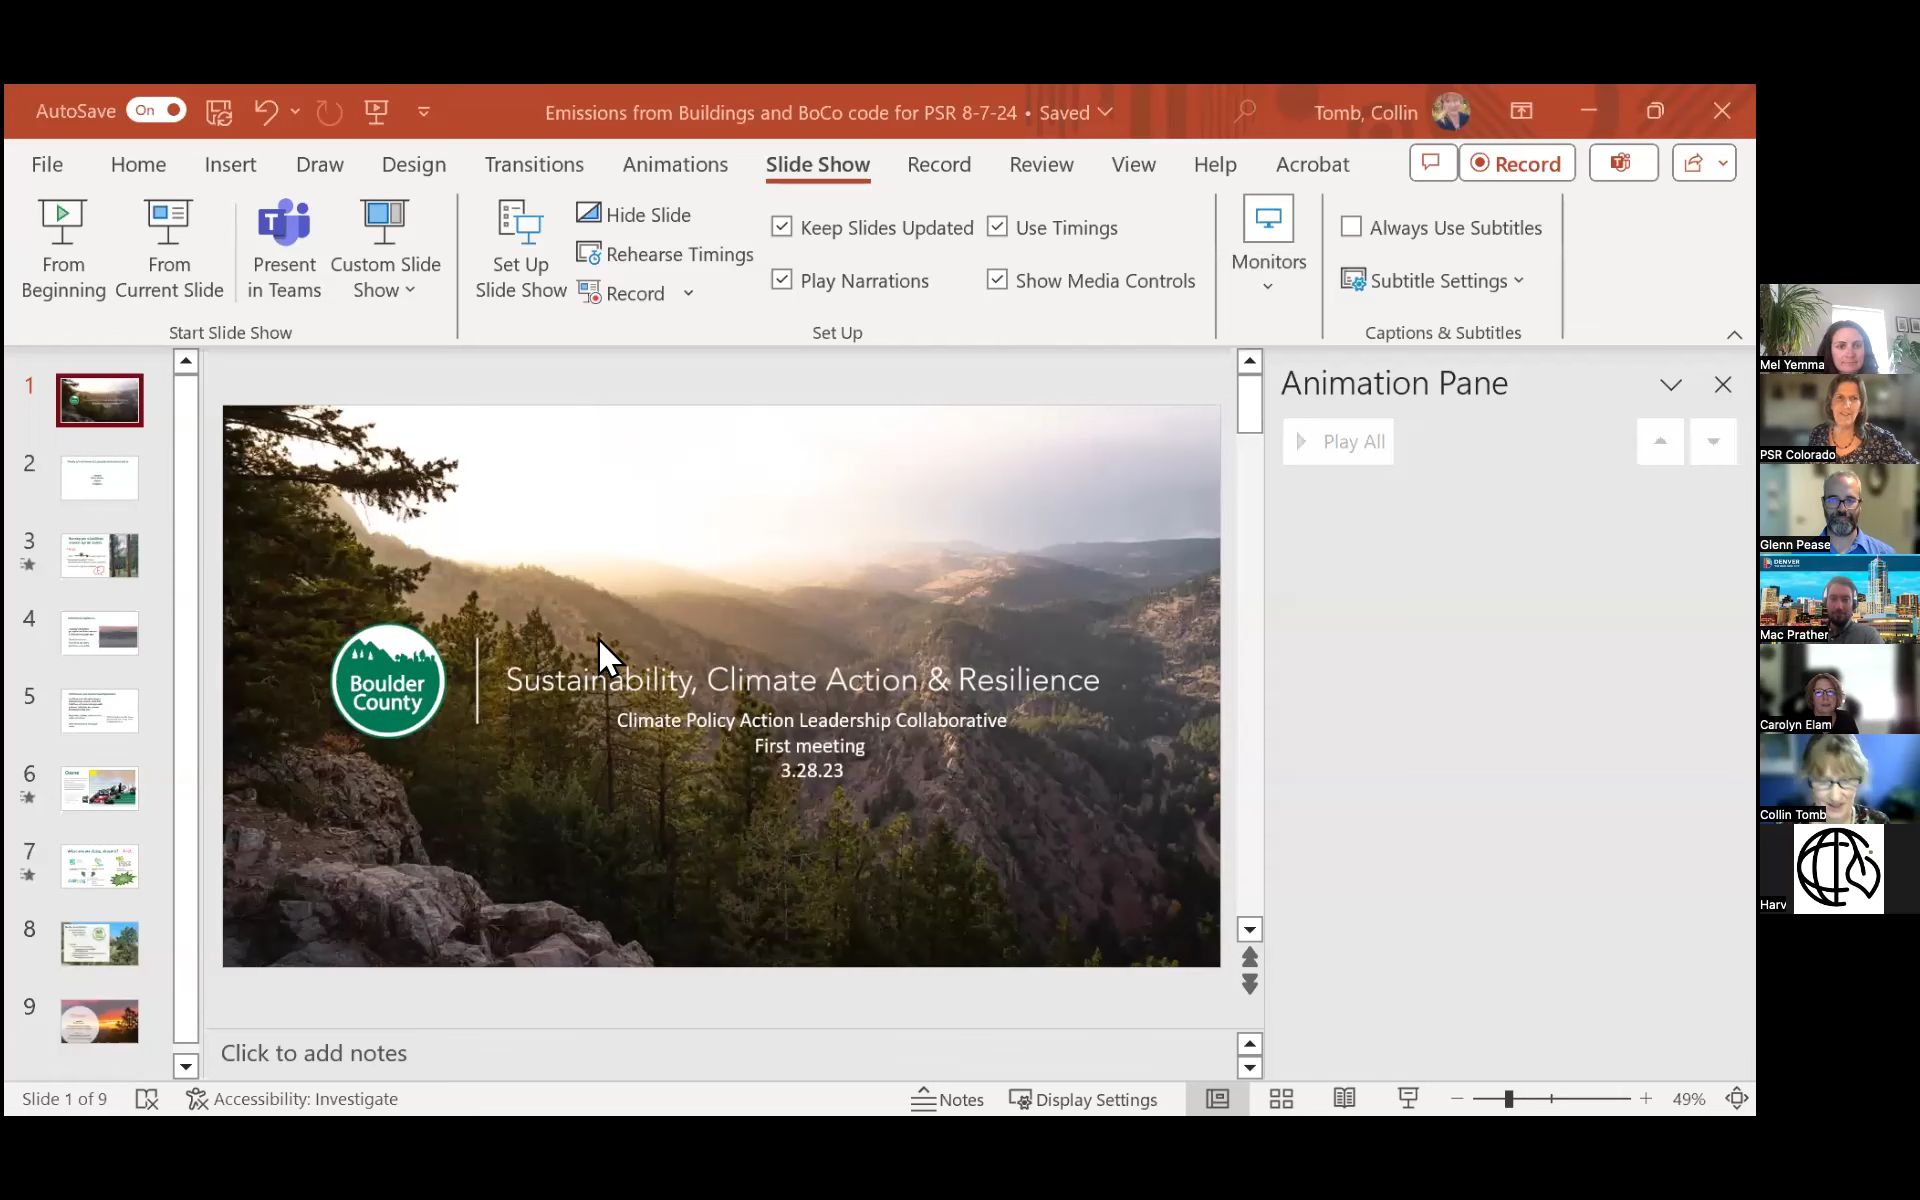 AutoSave On
Emissions from Buildings and BoCo code for PSR 8-7-24 • Saved
Tomb, Collin
File Home Insert Draw Design Transitions Animations Slide Show Record Review View Help Acrobat
Record
From Beginning
From Current Slide
Present in Teams
Custom Slide Show
Start Slide Show
Set Up Slide Show
Hide Slide
Rehearse Timings
Record
Keep Slides Updated
Use Timings
Play Narrations
Show Media Controls
Set Up
Monitors
Always Use Subtitles
Subtitle Settings
Captions & Subtitles
1
2
3
4
5
6
7
8
9
Boulder
County
Sustainability, Climate Action & Resilience
Climate Policy Action Leadership Collaborative
First meeting
3.28.23
Animation Pane
Play All
Click to add notes
Slide 1 of 9
Accessibility: Investigate
Notes
Display Settings
49%
Mel Yemma
PSR Colorado
Glenn Pease
DENVER
Mac Prather
Carolyn Elam
Collin Tomb
Harv